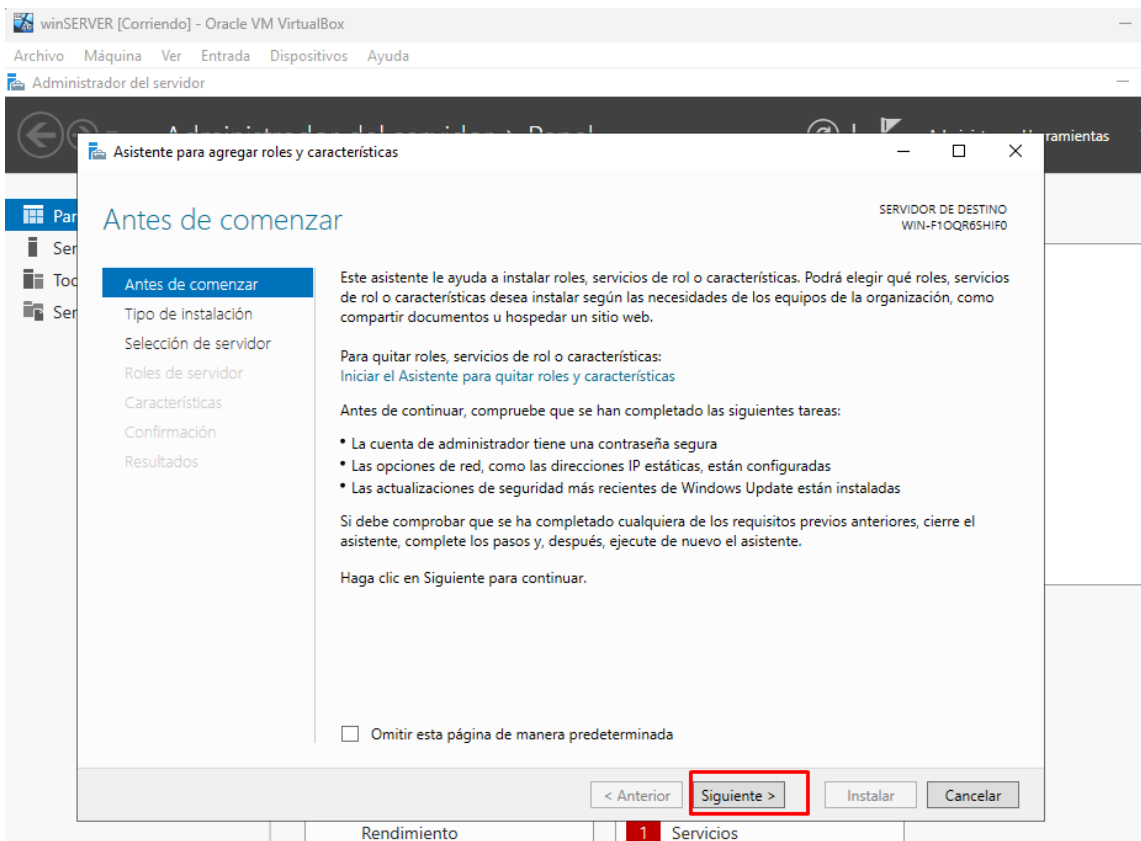 winSERVER [Corriendo] - Oracle VM VirtualBox
Archivo Máquina Ver Entrada Dispositivos Ayuda
Administrador del servidor
ramientas
Asistente para agregar roles y características
Antes de comenzar
SERVIDOR DE DESTINO
WIN-F1OQR6SHIF0
Par
Ser
Toc
Ser
Antes de comenzar
Tipo de instalación
Selección de servidor
Roles de servidor
Características
Confirmación
Resultados
Este asistente le ayuda a instalar roles, servicios de rol o características. Podrá elegir qué roles, servicios
de rol o características desea instalar según las necesidades de los equipos de la organización, como
compartir documentos u hospedar un sitio web.
Para quitar roles, servicios de rol o características:
Iniciar el Asistente para quitar roles y características
Antes de continuar, compruebe que se han completado las siguientes tareas:
• La cuenta de administrador tiene una contraseña segura
• Las opciones de red, como las direcciones IP estáticas, están configuradas
• Las actualizaciones de seguridad más recientes de Windows Update están instaladas
Si debe comprobar que se ha completado cualquiera de los requisitos previos anteriores, cierre el
asistente, complete los pasos y, después, ejecute de nuevo el asistente.
Haga clic en Siguiente para continuar.
Omitir esta página de manera predeterminada
< Anterior
Siguiente >
Instalar
Cancelar
Rendimiento
1 Servicios